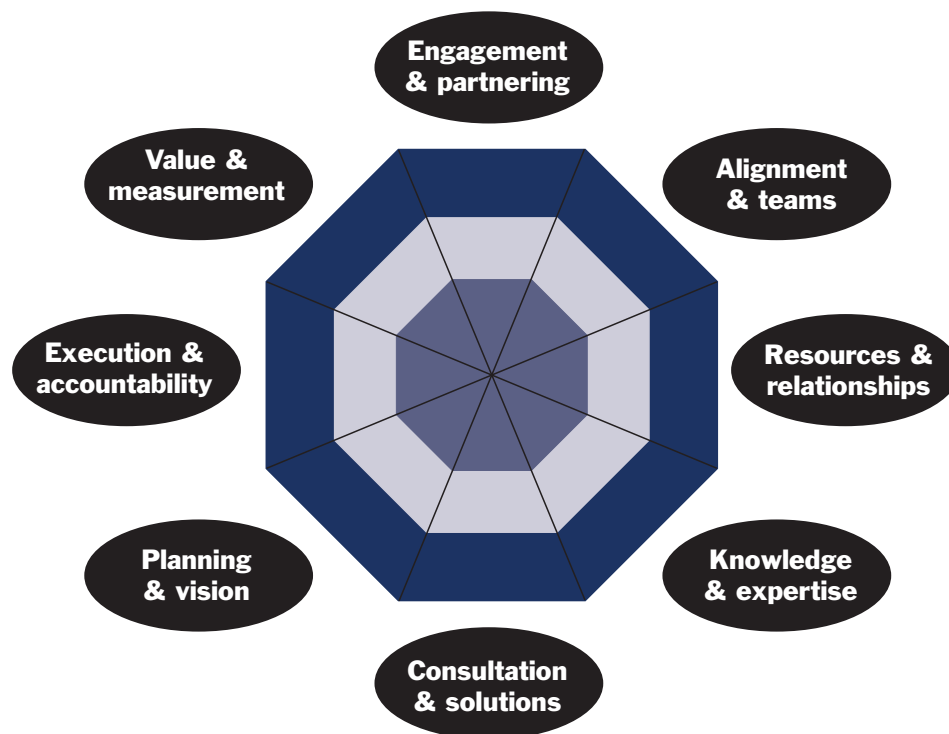 Engagement
& partnering
Alignment
& teams
Resources &
relationships
Knowledge
& expertise
Consultation
& solutions
Planning
& vision
Execution &
accountability
Value &
measurement